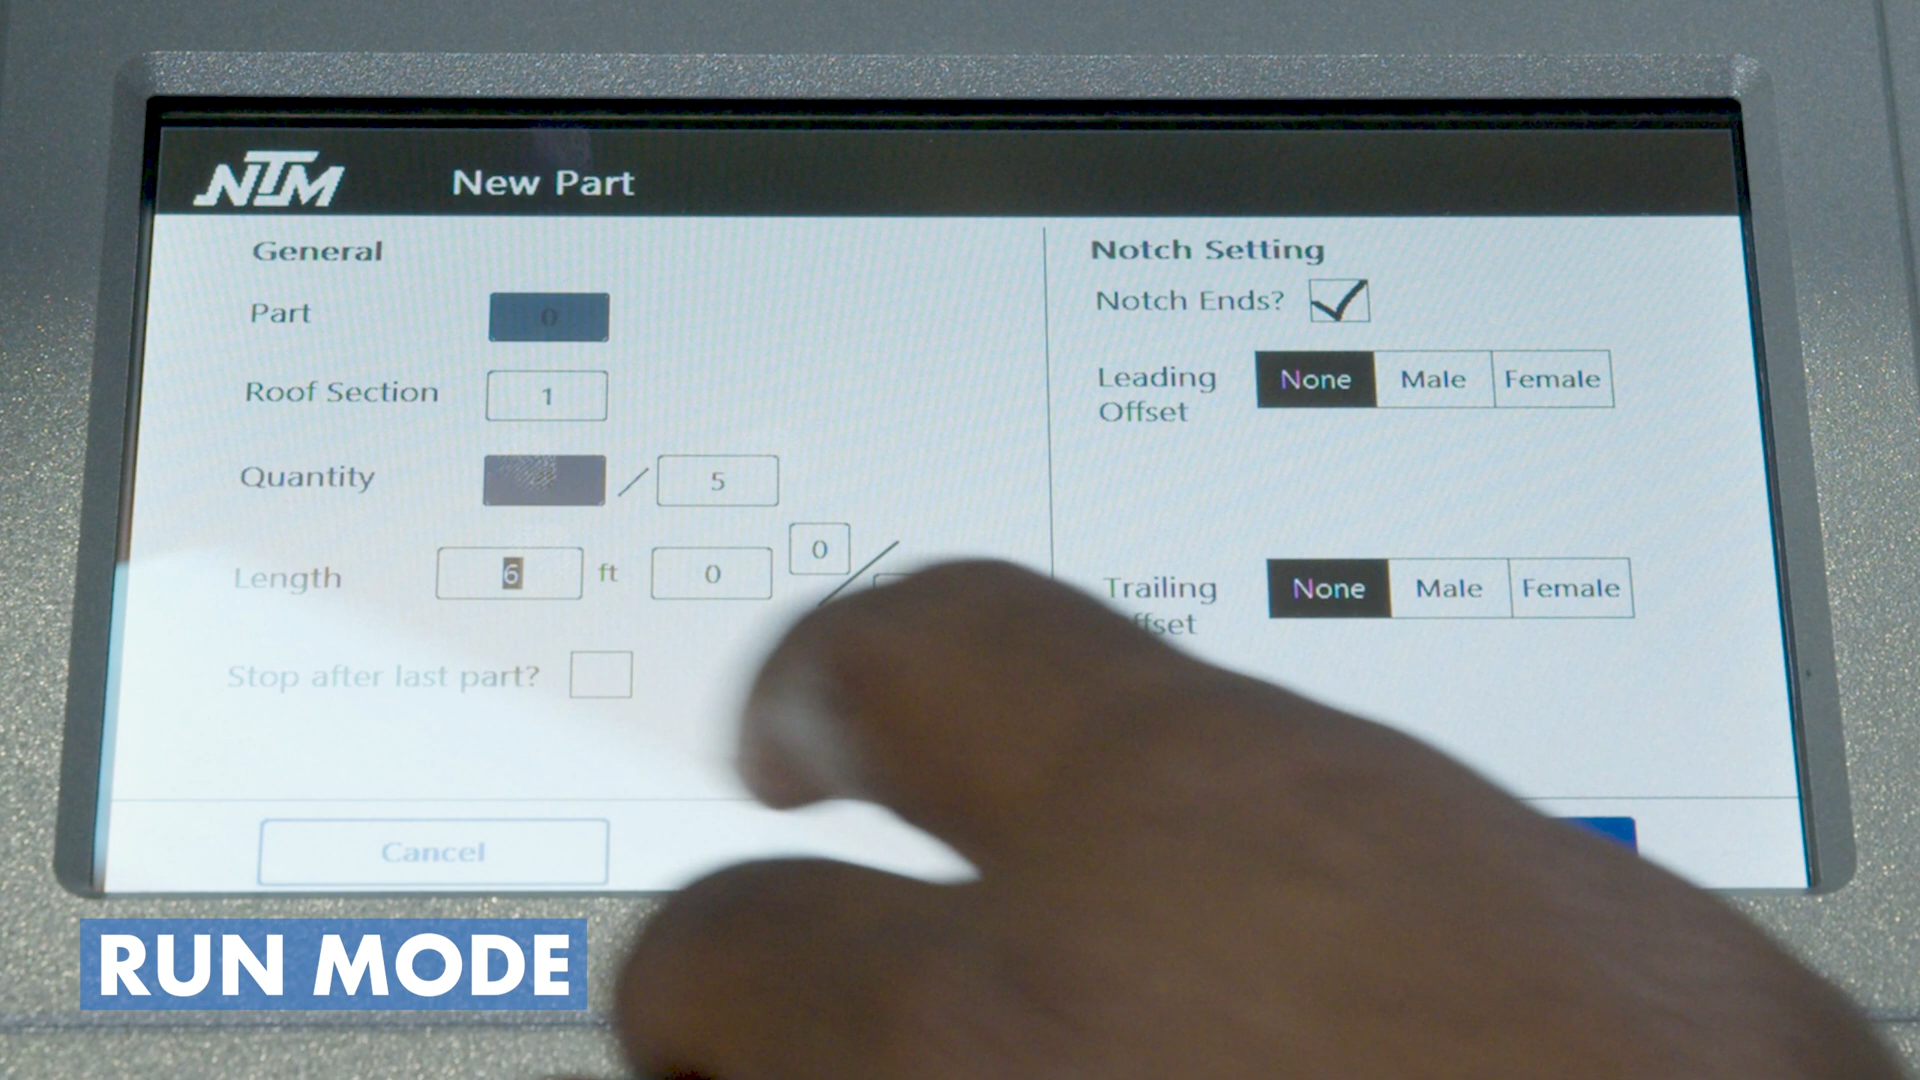 NTM New Part
General
Part 0
Roof Section 1
Quantity / 5
Length 6 ft 0 0 /
Stop after last part?
Cancel
Notch Setting
Notch Ends?
Leading Offset None Male Female
Trailing None Male Female
RUN MODE